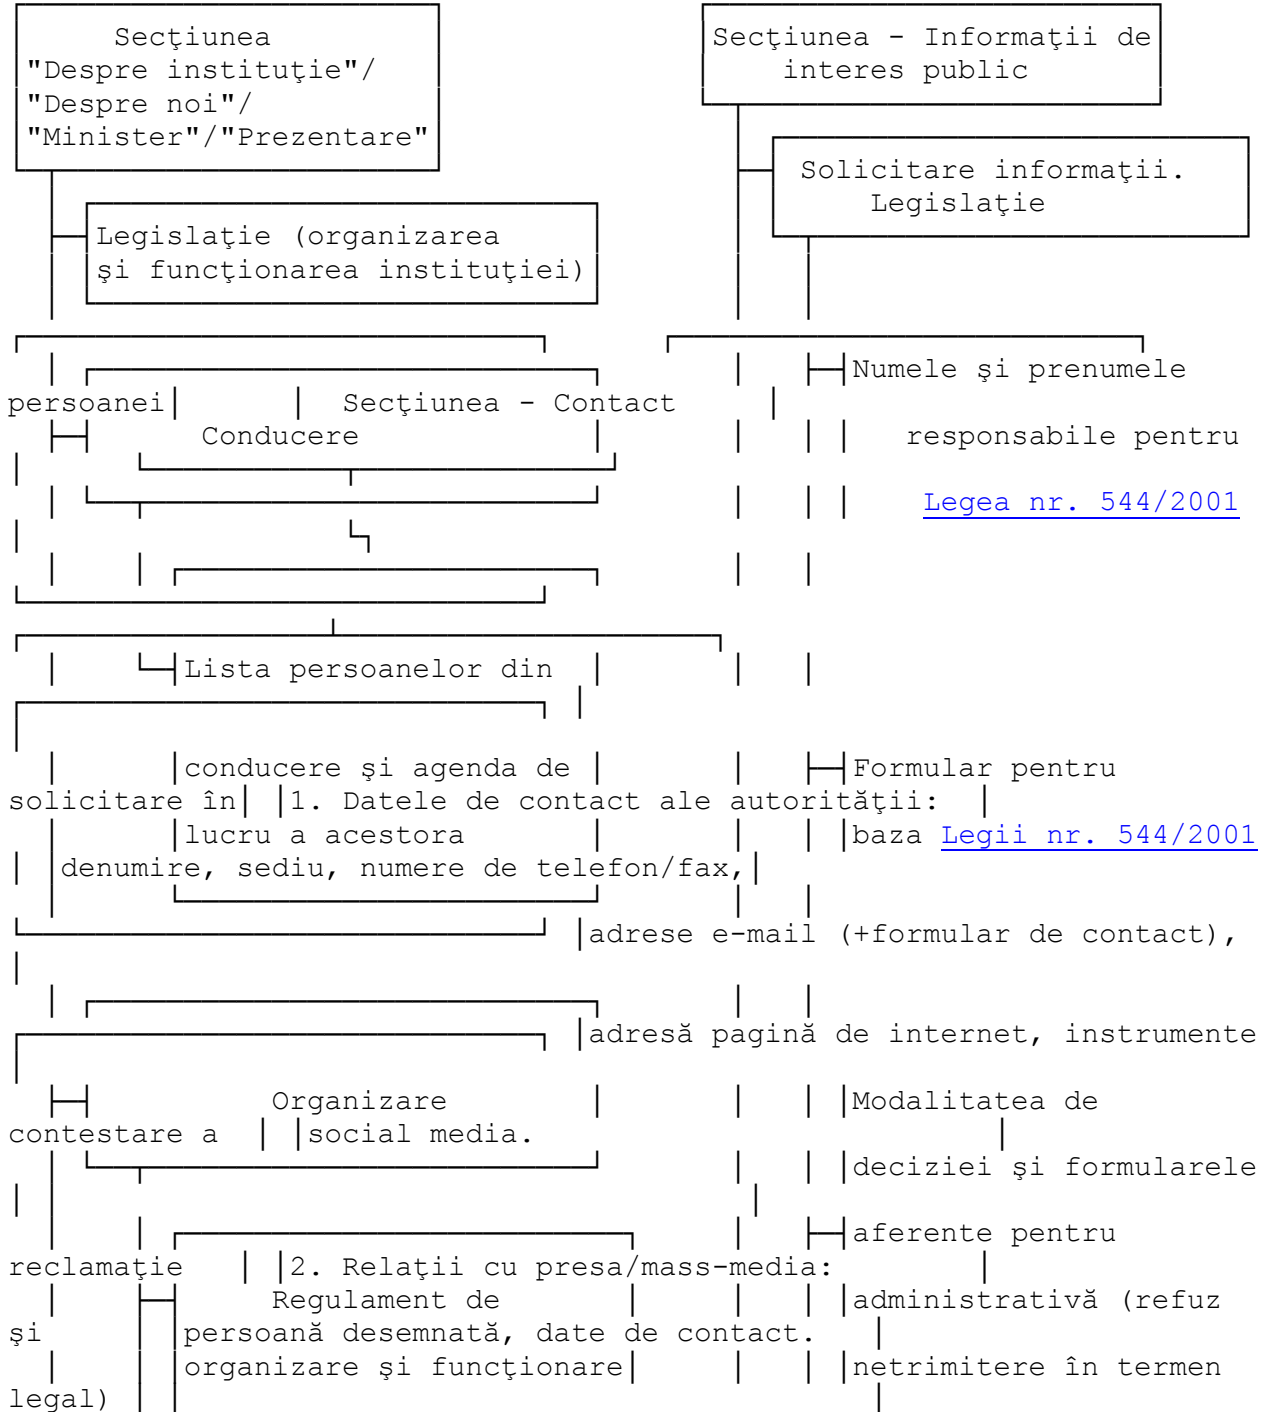 Secţiunea Secţiunea - Informaţii de
"Despre instituţie"/ interes public
"Despre noi"/
"Minister"/"Prezentare"
Solicitare informaţii.
Legislaţie
Legislaţie (organizarea
şi funcţionarea instituţiei)
Numele şi prenumele
persoanei Secţiunea - Contact
Conducere responsabile pentru
Legea nr. 544/2001
Lista persoanelor din
conducere şi agenda de Formular pentru
solicitare în 1. Datele de contact ale autorităţii:
lucru a acestora baza Legii nr. 544/2001
denumire, sediu, numere de telefon/fax,
adrese e-mail (+formular de contact),
adresă pagină de internet, instrumente
Organizare Modalitatea de
contestare a social media.
deciziei şi formularele
aferente pentru
reclamaţie 2. Relaţii cu presa/mass-media:
Regulament de administrativă (refuz
şi persoană desemnată, date de contact.
organizare şi funcţionare netrimitere în termen
legal)